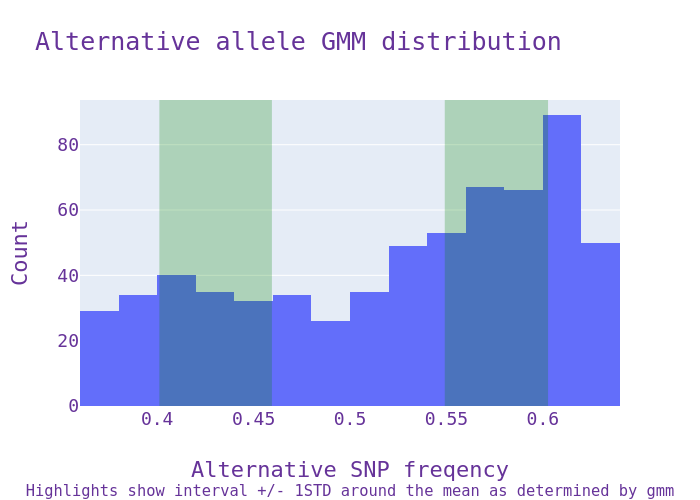 Alternative allele GMM distribution
80
60
40
20
0
Count
0.4
0.45
0.5
0.55
0.6
Alternative SNP freqency
Highlights show interval +/- 1STD around the mean as determined by gmm